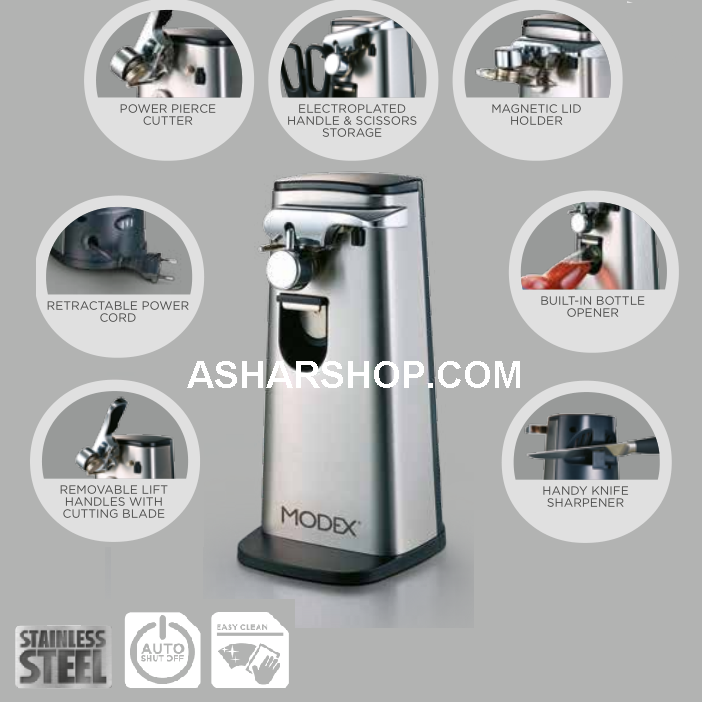 POWER PIERCE
CUTTER
ELECTROPLATED
HANDLE & SCISSORS
STORAGE
MAGNETIC LID
HOLDER
RETRACTABLE POWER
CORD
BUILT-IN BOTTLE
OPENER
ASHARSHOP.COM
REMOVABLE LIFT
HANDLES WITH
CUTTING BLADE
HANDY KNIFE
SHARPENER
MODEX®
STAINLESS
STEEL
AUTO
SHUT OFF
EASY CLEAN